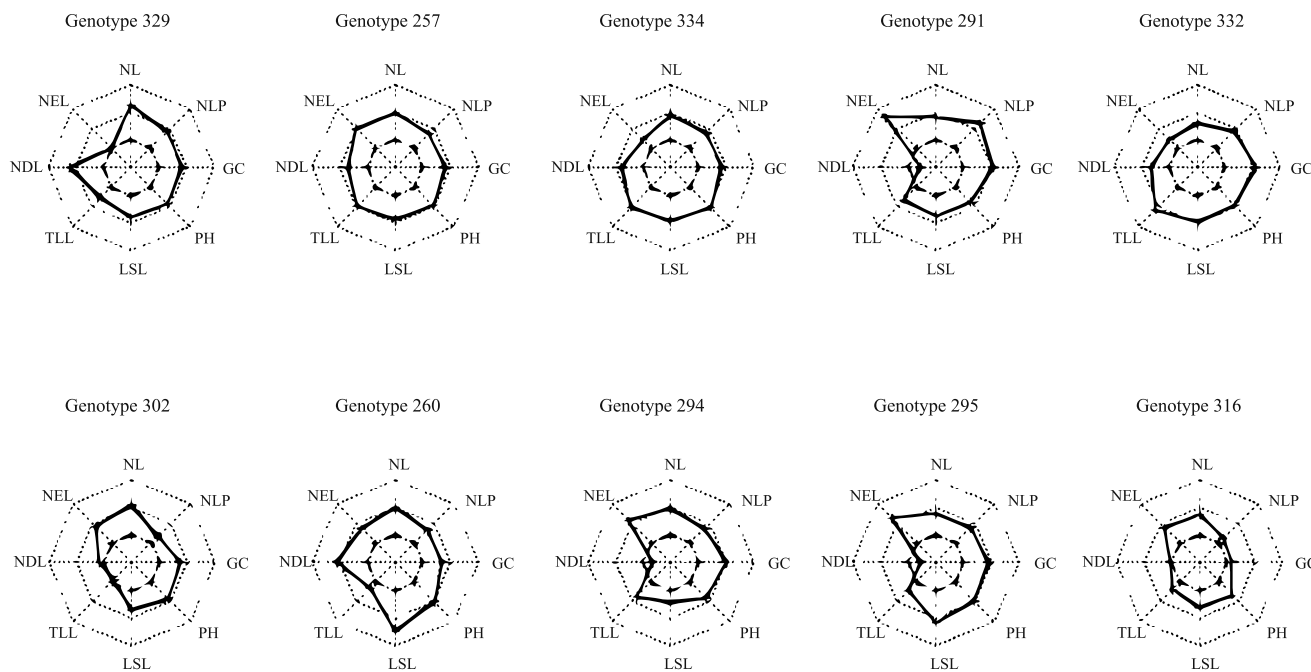 Genotype 329
Genotype 257
Genotype 334
Genotype 291
Genotype 332
NL
NLP
GC
PH
LSL
TLL
NDL
NEL
NL
NLP
GC
PH
LSL
TLL
NDL
NEL
NL
NLP
GC
PH
LSL
TLL
NDL
NEL
NL
NLP
GC
PH
LSL
TLL
NDL
NEL
NL
NLP
GC
PH
LSL
TLL
NDL
NEL
Genotype 302
Genotype 260
Genotype 294
Genotype 295
Genotype 316
NL
NLP
GC
PH
LSL
TLL
NDL
NEL
NL
NLP
GC
PH
LSL
TLL
NDL
NEL
NL
NLP
GC
PH
LSL
TLL
NDL
NEL
NL
NLP
GC
PH
LSL
TLL
NDL
NEL
NL
NLP
GC
PH
LSL
TLL
NDL
NEL